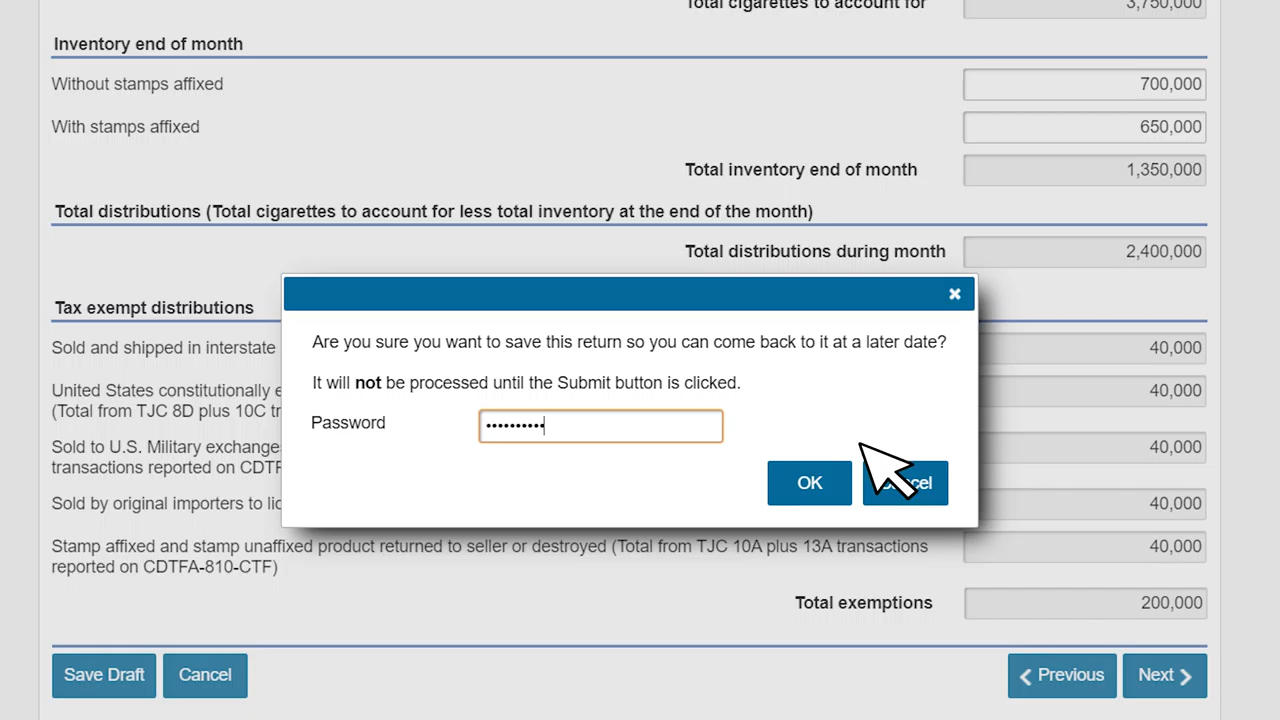 Total cigarettes to account for 3,750,000
Inventory end of month
Without stamps affixed 700,000
With stamps affixed 650,000
Total inventory end of month 1,350,000
Total distributions (Total cigarettes to account for less total inventory at the end of the month)
Total distributions during month 2,400,000
Tax exempt distributions
Sold and shipped in interstate 40,000
United States constitutionally 40,000
(Total from TJC 8D plus 10C
Sold to U.S. Military exchange 40,000
transactions reported on
Sold by original importers to 40,000
Are you sure you want to save this return so you can come back to it at a later date?
It will not be processed until the Submit button is clicked.
Password ••••••••••
OK
Stamp affixed and stamp unaffixed product returned to seller or destroyed (Total from TJC 10A plus 13A transactions 40,000
reported on CDTFA-810-CTF)
Total exemptions 200,000
Save Draft Cancel Previous Next